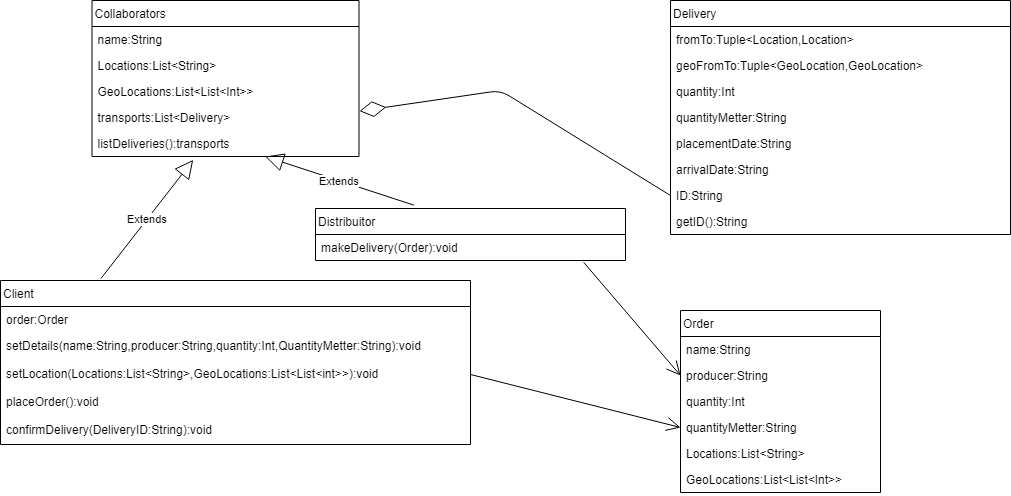 Collaborators
name:String
Locations:List<String>
GeoLocations:List<List<Int>>
transports:List<Delivery>
listDeliveries():transports
Delivery
fromTo:Tuple<Location,Location>
geoFromTo:Tuple<GeoLocation,GeoLocation>
quantity:Int
quantityMetter:String
placementDate:String
arrivalDate:String
ID:String
getID():String
Extends
Extends
Distribuitor
makeDelivery(Order):void
Client
order:Order
setDetails(name:String,producer:String,quantity:Int,QuantityMetter:String):void
setLocation(Locations:List<String>,GeoLocations:List<List<int>>):void
placeOrder():void
confirmDelivery(DeliveryID:String):void
Order
name:String
producer:String
quantity:Int
quantityMetter:String
Locations:List<String>
GeoLocations:List<List<Int>>